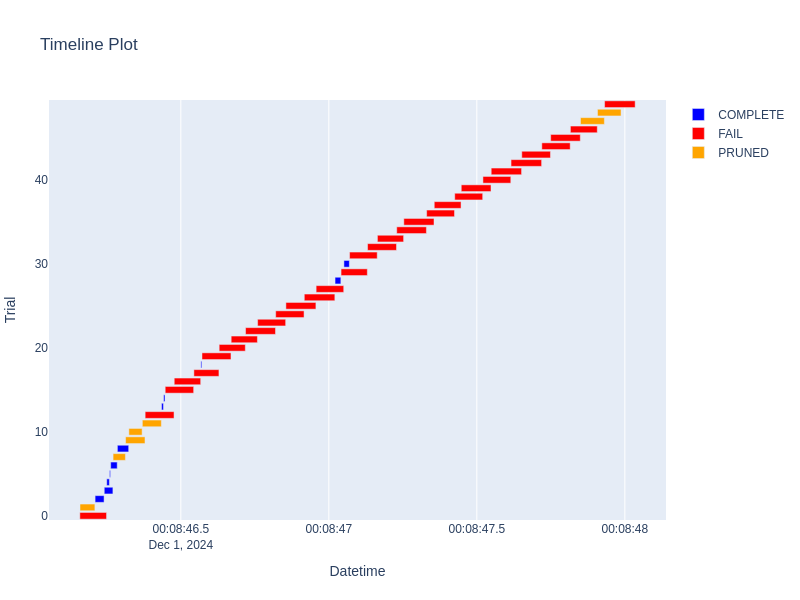 Timeline Plot
COMPLETE
FAIL
PRUNED
40
30
20
10
0
Trial
00:08:46.5
Dec 1, 2024
00:08:47
00:08:47.5
00:08:48
Datetime